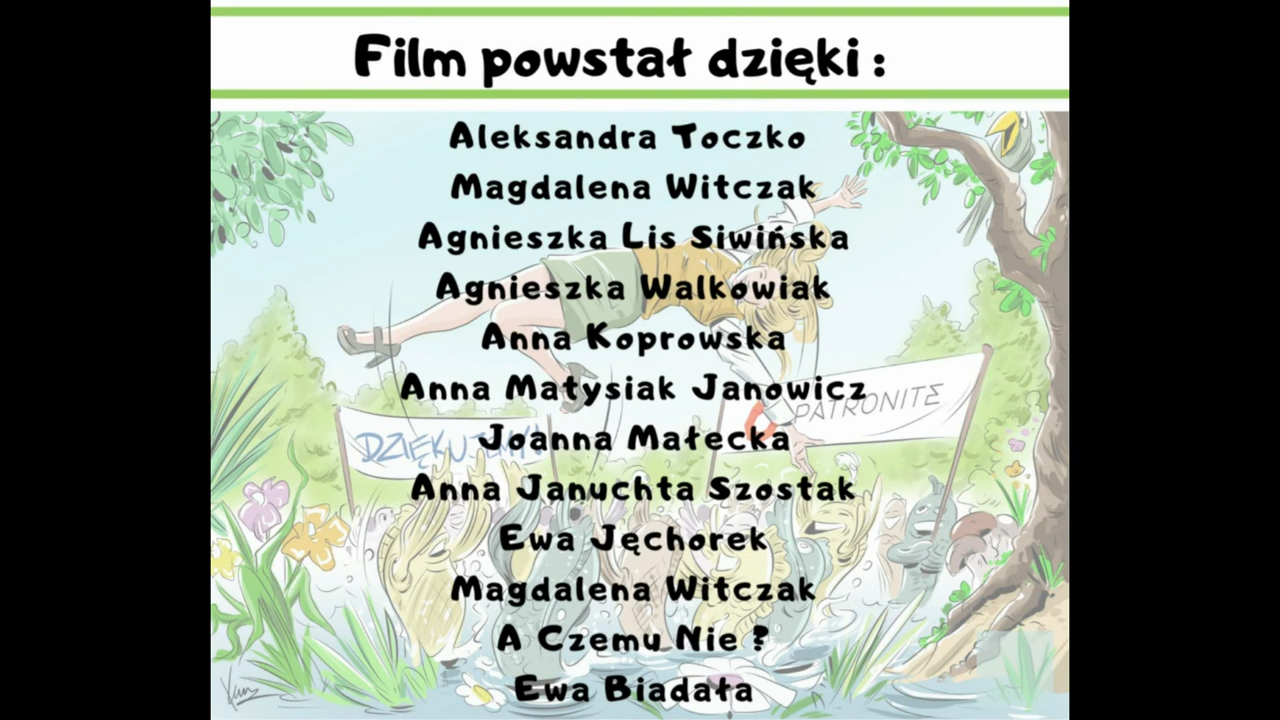 Film powstał dzięki :
Aleksandra Toczko
Magdalena Witczak
Agnieszka Lis Siwińska
Agnieszka Walkowiak
Anna Koprowska
Anna Matysiak Janowicz
PATRONITE
DZIĘKUJEMY
Joanna Małecka
Anna Januchta Szostak
Ewa Jęchorek
Magdalena Witczak
A Czemu Nie ?
Ewa Biadała